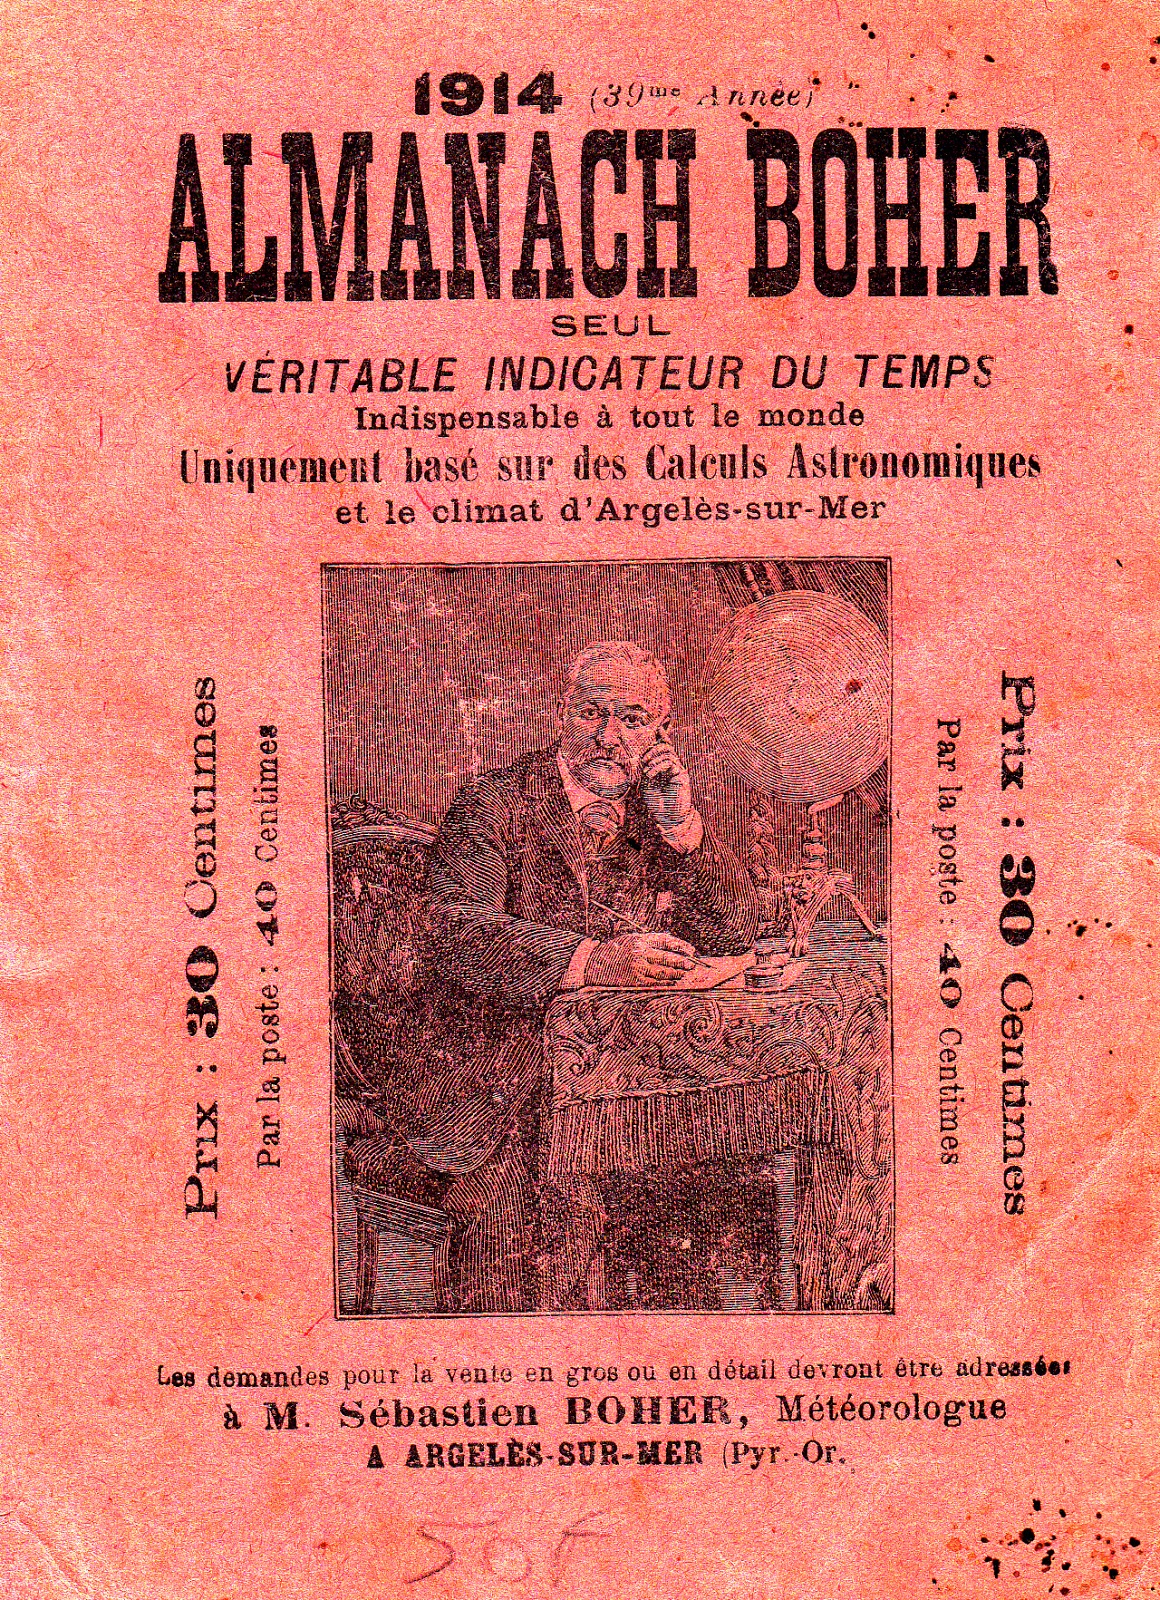 1914 (39me Année)
ALMANACH BOHER
SEUL
VÉRITABLE INDICATEUR DU TEMPS
Indispensable à tout le monde
Uniquement basé sur des Calculs Astronomiques
et le climat d'Argelès-sur-Mer
Prix : 30 Centimes
Par la poste : 40 Centimes
Par la poste : 40 Centimes
Prix : 30 Centimes
Les demandes pour la vente en gros ou en détail devront être adressées
à M. Sébastien BOHER, Météorologue
A ARGELÈS-SUR-MER (Pyr.-Or.
50F